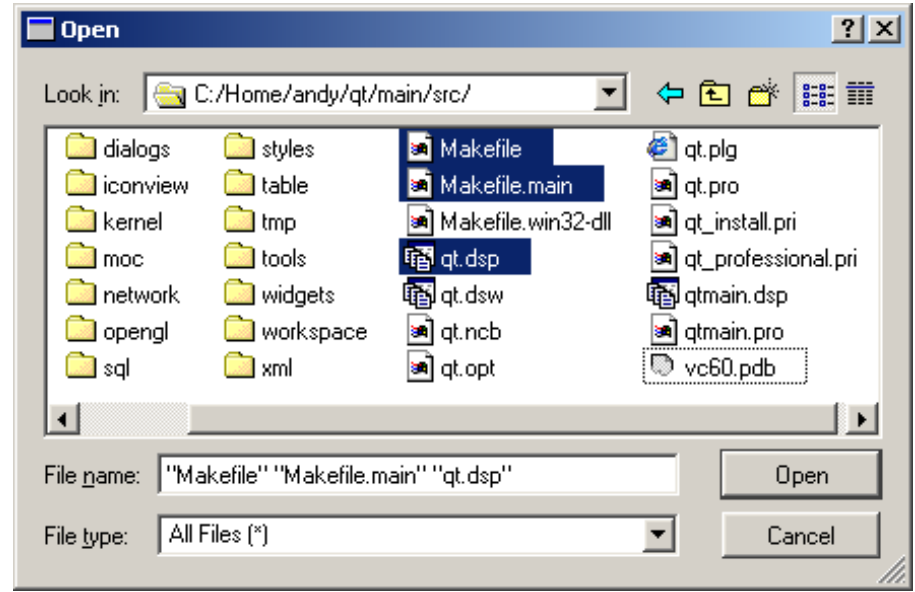 Open
Look in: C:/Home/andy/qt/main/src/
dialogs styles Makefile qt.plg
iconview table Makefile.main qt.pro
kernel tmp Makefile.win32-dll qt_install.pri
moc tools qt.dsp qt_professional.pri
network widgets qt.dsw qtmain.dsp
opengl workspace qt.ncb qtmain.pro
sql xml qt.opt vc60.pdb
File name: "Makefile" "Makefile.main" "qt.dsp" Open
File type: All Files (*) Cancel